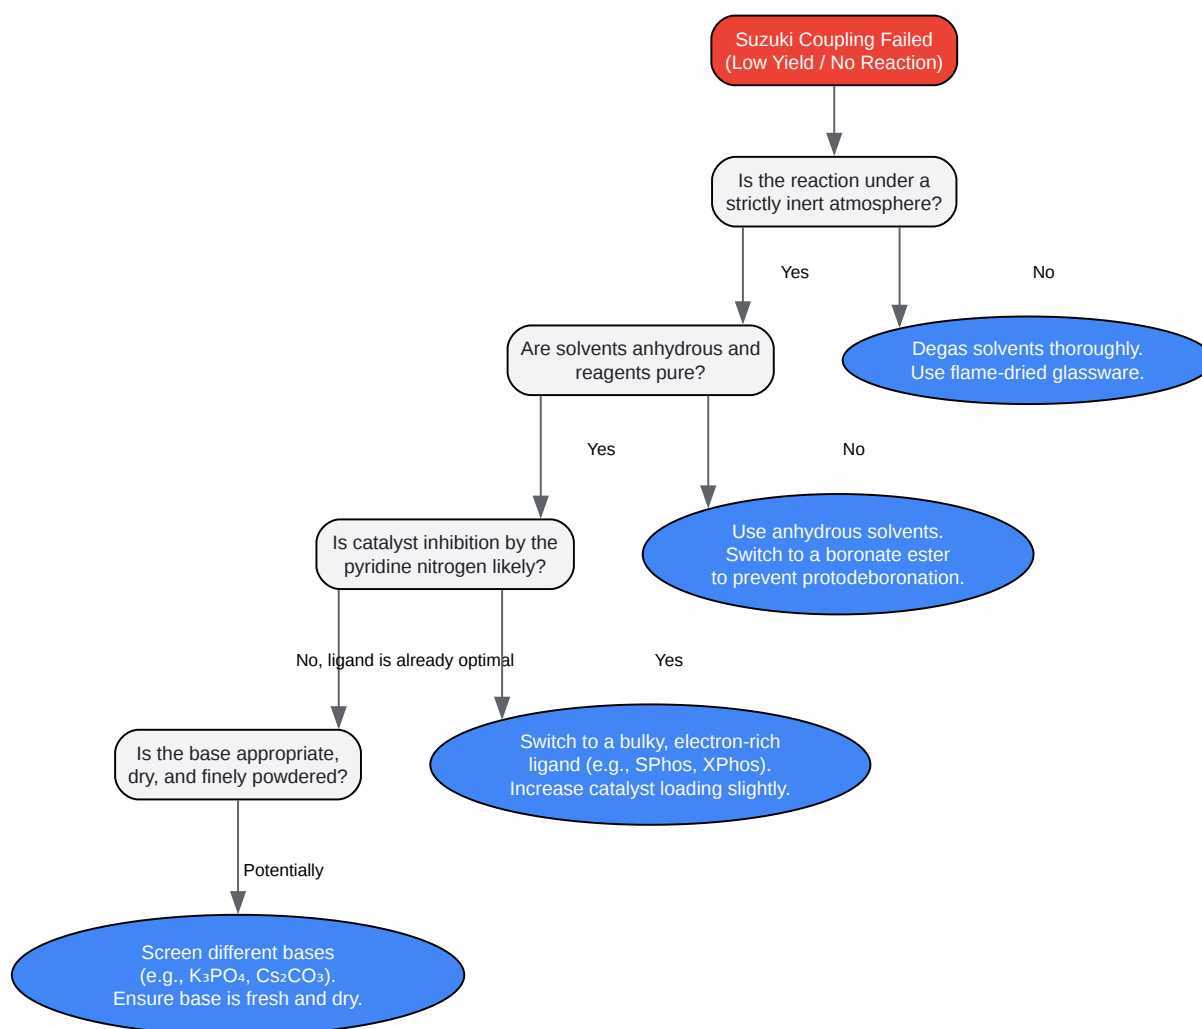 Suzuki Coupling Failed
(Low Yield / No Reaction)
Is the reaction under a
strictly inert atmosphere?
Yes
No
Are solvents anhydrous and
reagents pure?
Degas solvents thoroughly.
Use flame-dried glassware.
Yes
No
Is catalyst inhibition by the
pyridine nitrogen likely?
Use anhydrous solvents.
Switch to a boronate ester
to prevent protodeboronation.
No, ligand is already optimal
Yes
Is the base appropriate,
dry, and finely powdered?
Switch to a bulky, electron-rich
ligand (e.g., SPhos, XPhos).
Increase catalyst loading slightly.
Potentially
Screen different bases
(e.g., K₃PO₄, Cs₂CO₃).
Ensure base is fresh and dry.